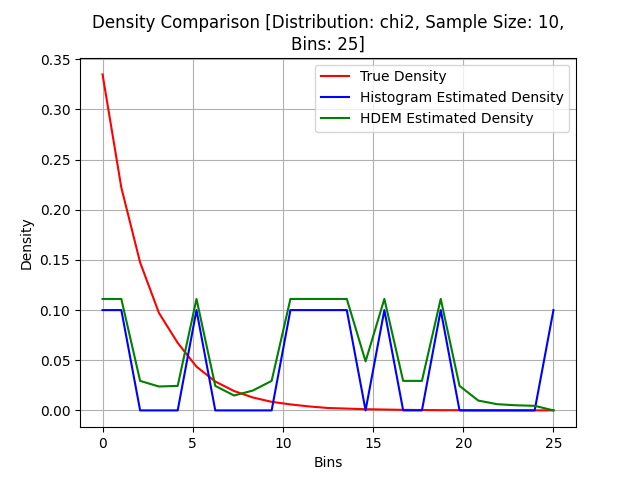 Density Comparison [Distribution: chi2, Sample Size: 10,
Bins: 25]
True Density
Histogram Estimated Density
HDEM Estimated Density
Density
0.35
0.30
0.25
0.20
0.15
0.10
0.05
0.00
0 5 10 15 20 25
Bins